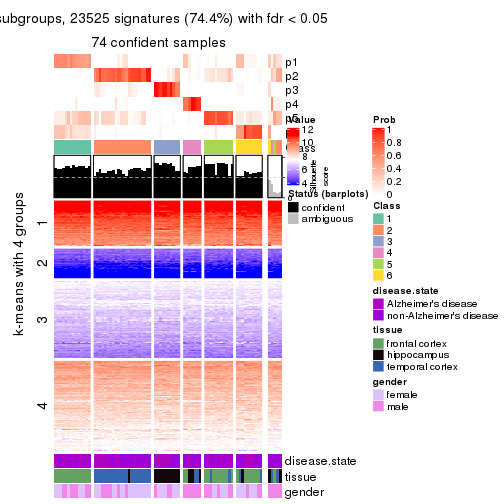 subgroups, 23525 signatures (74.4%) with fdr < 0.05
74 confident samples
p1
p2
p3
p4
k-means with 4 groups
1
2
3
4
Value
12
10
8
6
4
silhouette
score
Status (barplots)
confident
ambiguous
disease.state
tissue
gender
Prob
1
0.8
0.6
0.4
0.2
0
Class
1
2
3
4
5
6
disease.state
Alzheimer's disease
non-Alzheimer's disease
tissue
frontal cortex
hippocampus
temporal cortex
gender
female
male